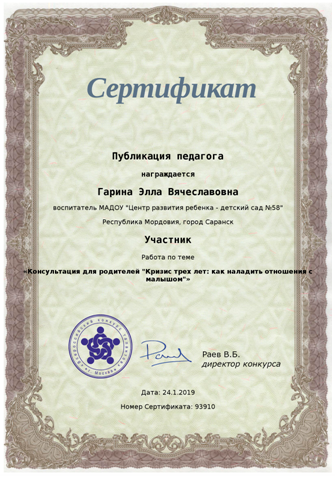 Сертификат
Публикация педагога
награждается
Гарина Элла Вячеславовна
воспитатель МАДОУ "Центр развития ребенка - детский сад №58"
Республика Мордовия, город Саранск
Участник
Работа по теме
«Консультация для родителей "Кризис трех лет: как наладить отношения с
малышом"»
Раев В.Б.
директор конкурса
Дата: 24.1.2019
Номер Сертификата: 93910